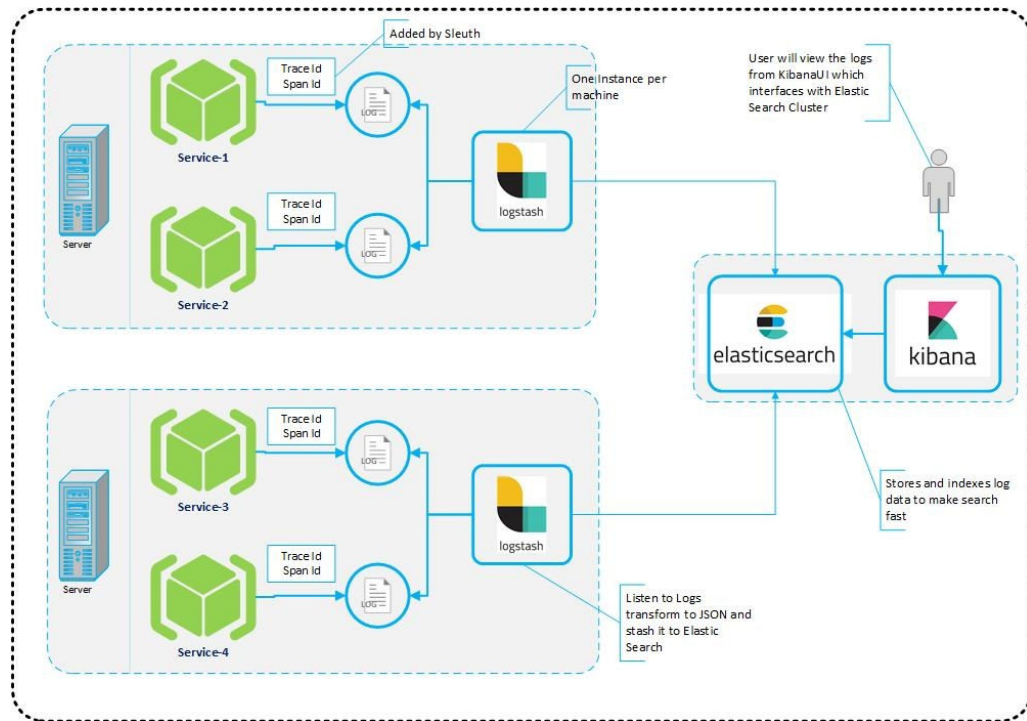 Added by Sleuth
Trace Id
Span Id
LOG
Service-1
One Instance per
machine
logstash
User will view the logs
from KibanaUI which
interfaces with Elastic
Search Cluster
Server
Trace Id
Span Id
LOG
Service-2
elasticsearch
kibana
Trace Id
Span Id
LOG
Service-3
logstash
Stores and indexes log
data to make search
fast
Server
Trace Id
Span Id
LOG
Service-4
Listen to Logs
transform to JSON and
stash it to Elastic
Search